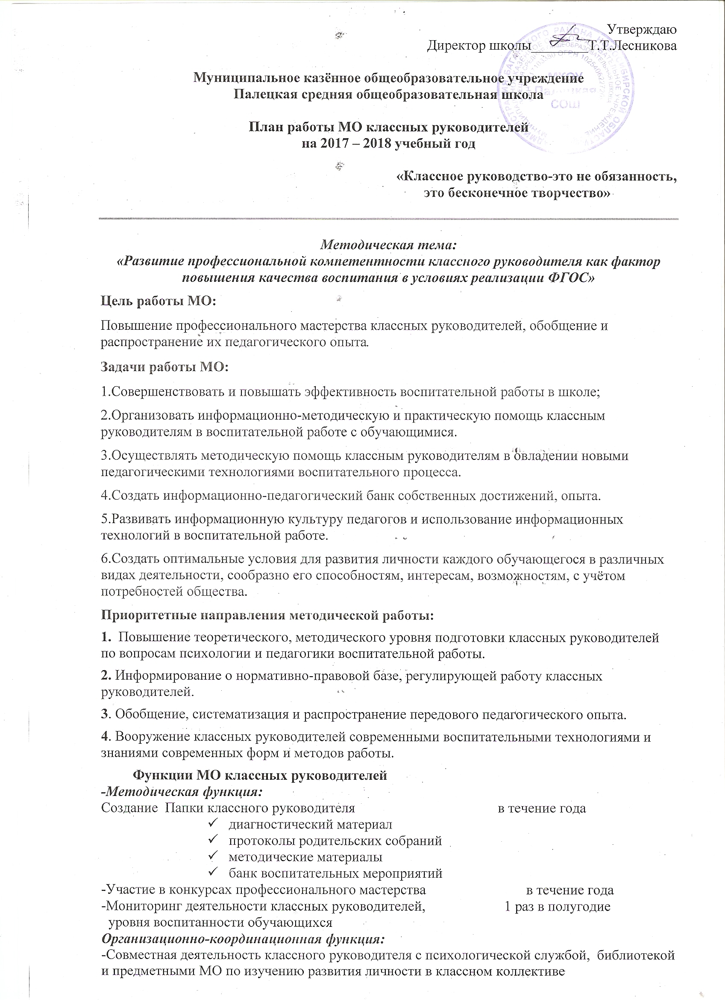 Утверждаю
Директор школы_________Т.Т.Лесникова
МКОУ
Палецкая
СОШ
Муниципальное казённое общеобразовательное учреждение
Палецкая средняя общеобразовательная школа
План работы МО классных руководителей
на 2017 – 2018 учебный год
«Классное руководство-это не обязанность,
это бесконечное творчество»
Методическая тема:
«Развитие профессиональной компетентности классного руководителя как фактор
повышения качества воспитания в условиях реализации ФГОС»
Цель работы МО:
Повышение профессионального мастерства классных руководителей, обобщение и
распространение их педагогического опыта.
Задачи работы МО:
1.Совершенствовать и повышать эффективность воспитательной работы в школе;
2.Организовать информационно-методическую и практическую помощь классным
руководителям в воспитательной работе с обучающимися.
3.Осуществлять методическую помощь классным руководителям в овладении новыми
педагогическими технологиями воспитательного процесса.
4.Создать информационно-педагогический банк собственных достижений, опыта.
5.Развивать информационную культуру педагогов и использование информационных
технологий в воспитательной работе.
6.Создать оптимальные условия для развития личности каждого обучающегося в различных
видах деятельности, сообразно его способностям, интересам, возможностям, с учётом
потребностей общества.
Приоритетные направления методической работы:
1. Повышение теоретического, методического уровня подготовки классных руководителей
по вопросам психологии и педагогики воспитательной работы.
2. Информирование о нормативно-правовой базе, регулирующей работу классных
руководителей.
3. Обобщение, систематизация и распространение передового педагогического опыта.
4. Вооружение классных руководителей современными воспитательными технологиями и
знаниями современных форм и методов работы.
Функции МО классных руководителей
-Методическая функция:
Создание Папки классного руководителя в течение года
✓ диагностический материал
✓ протоколы родительских собраний
✓ методические материалы
✓ банк воспитательных мероприятий
-Участие в конкурсах профессионального мастерства в течение года
-Мониторинг деятельности классных руководителей, 1 раз в полугодие
уровня воспитанности обучающихся
Организационно-координационная функция:
-Совместная деятельность классного руководителя с психологической службой, библиотекой
и предметными МО по изучению развития личности в классном коллективе